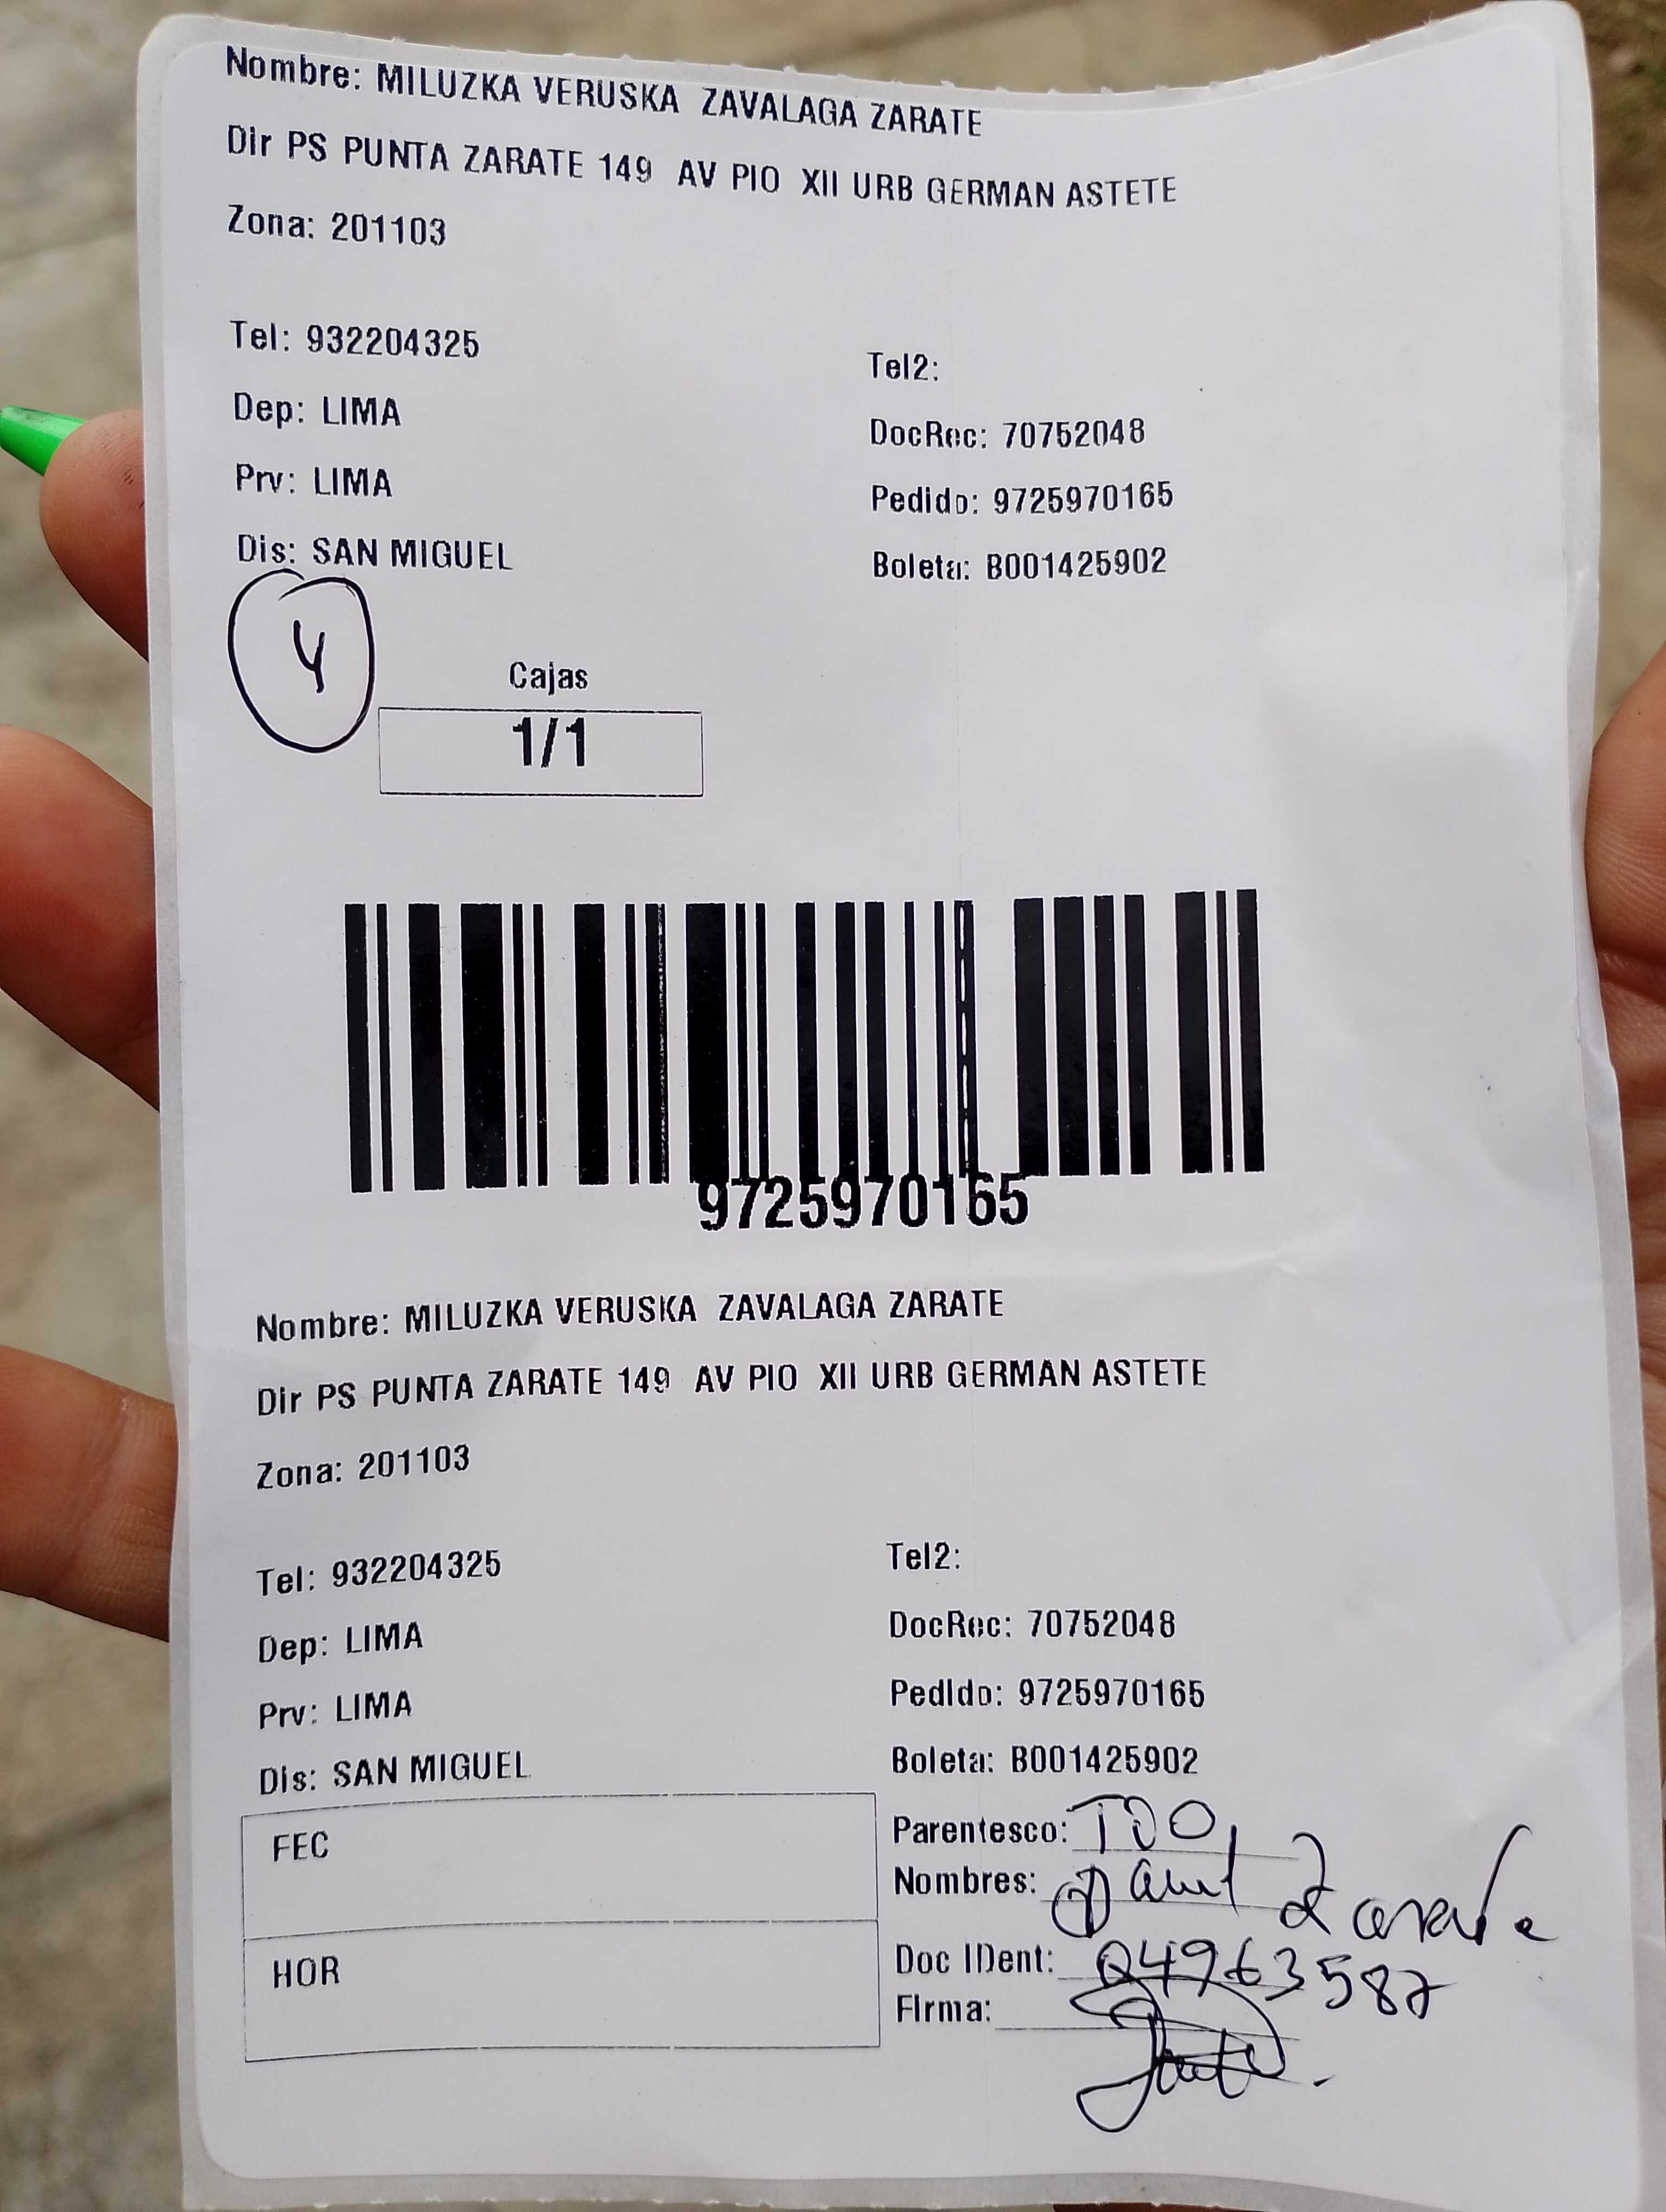 Nombre: MILUZKA VERUSKA ZAVALAGA ZARATE
Dir PS PUNTA ZARATE 149 AV PIO XII URB GERMAN ASTETE
Zona: 201103
Tel: 932204325
Tel2:
Dep: LIMA
DocRec: 70752048
Prv: LIMA
Pedido: 9725970165
Dis: SAN MIGUEL
Boleta: B001425902
4
Cajas
1/1
9725970165
Nombre: MILUZKA VERUSKA ZAVALAGA ZARATE
Dir PS PUNTA ZARATE 149 AV PIO XII URB GERMAN ASTETE
Zona: 201103
Tel: 932204325
Tel2:
Dep: LIMA
DocRec: 70752048
Prv: LIMA
Pedido: 9725970165
Dis: SAN MIGUEL
Boleta: B001425902
FEC
Parentesco:
Nombres: Zarate
HOR
Doc IDent:
Firma: